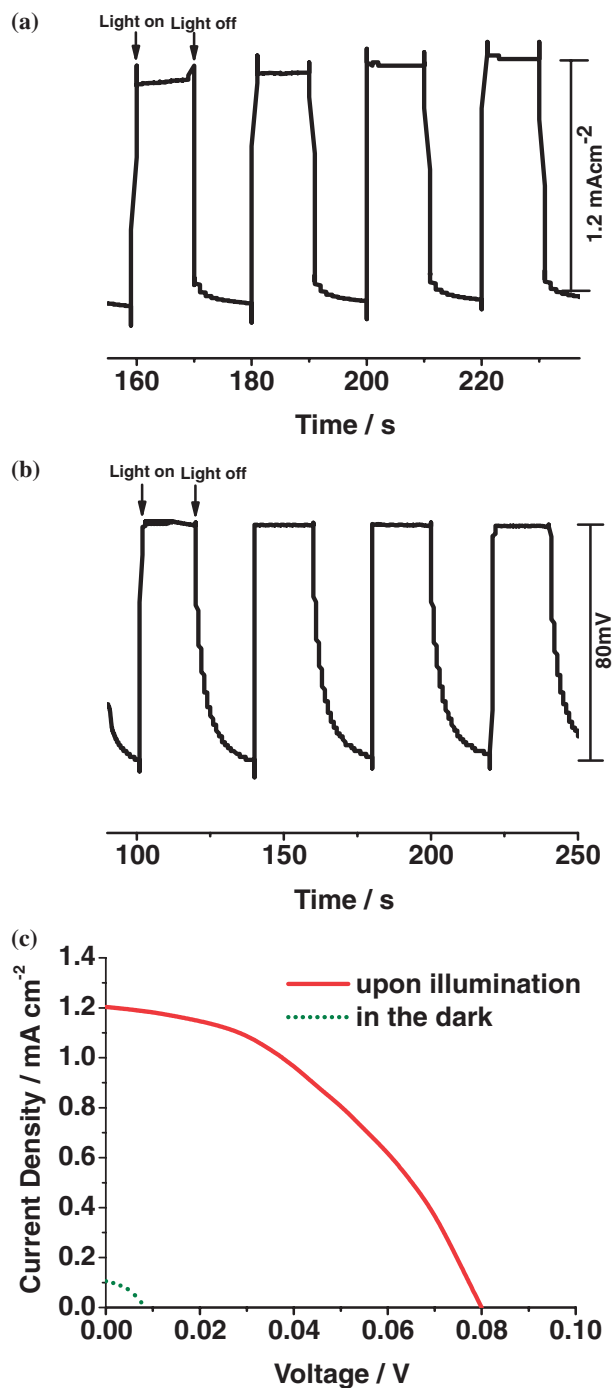 (a)
Light on Light off
1.2 mAcm-2
160 180 200 220
Time / s
(b)
Light on Light off
80mV
100 150 200 250
Time / s
(c)
1.4
1.2
1.0
0.8
0.6
0.4
0.2
0.0
Current Density / mA cm-2
upon illumination
in the dark
0.00 0.02 0.04 0.06 0.08 0.10
Voltage / V